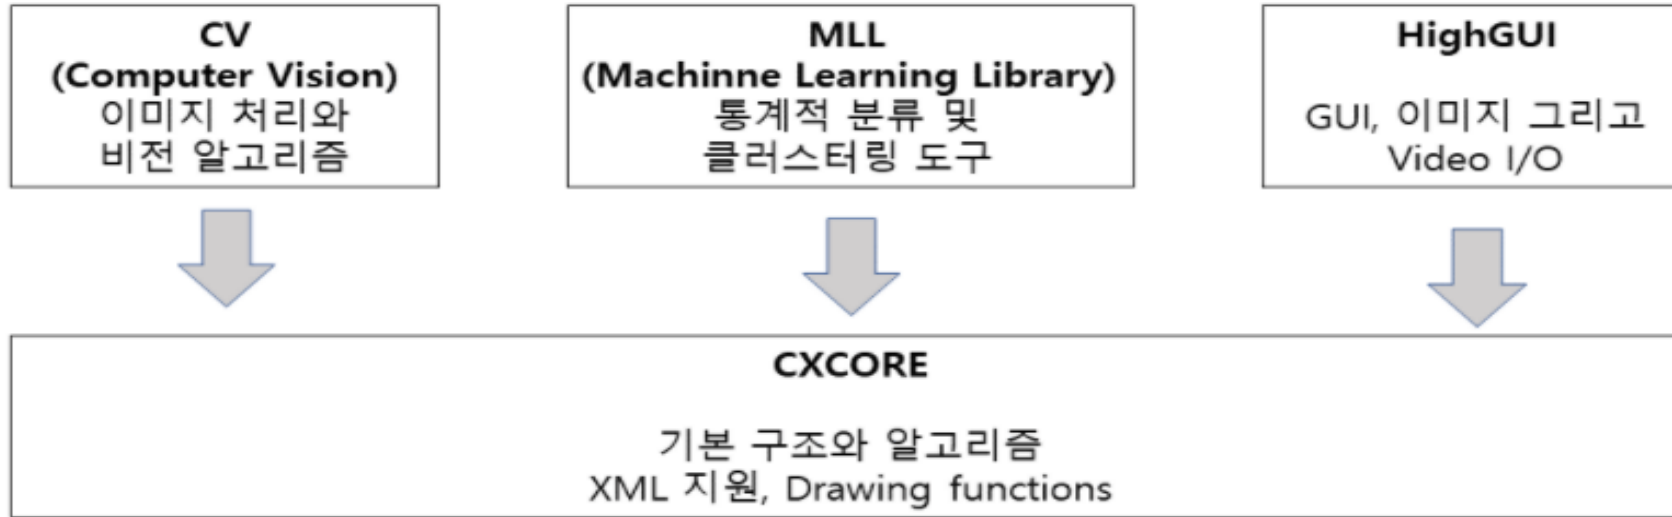 CV
(Computer Vision)
이미지 처리와
비전 알고리즘
MLL
(Machinne Learning Library)
통계적 분류 및
클러스터링 도구
HighGUI
GUI, 이미지 그리고
Video I/O
CXCORE
기본 구조와 알고리즘
XML 지원, Drawing functions